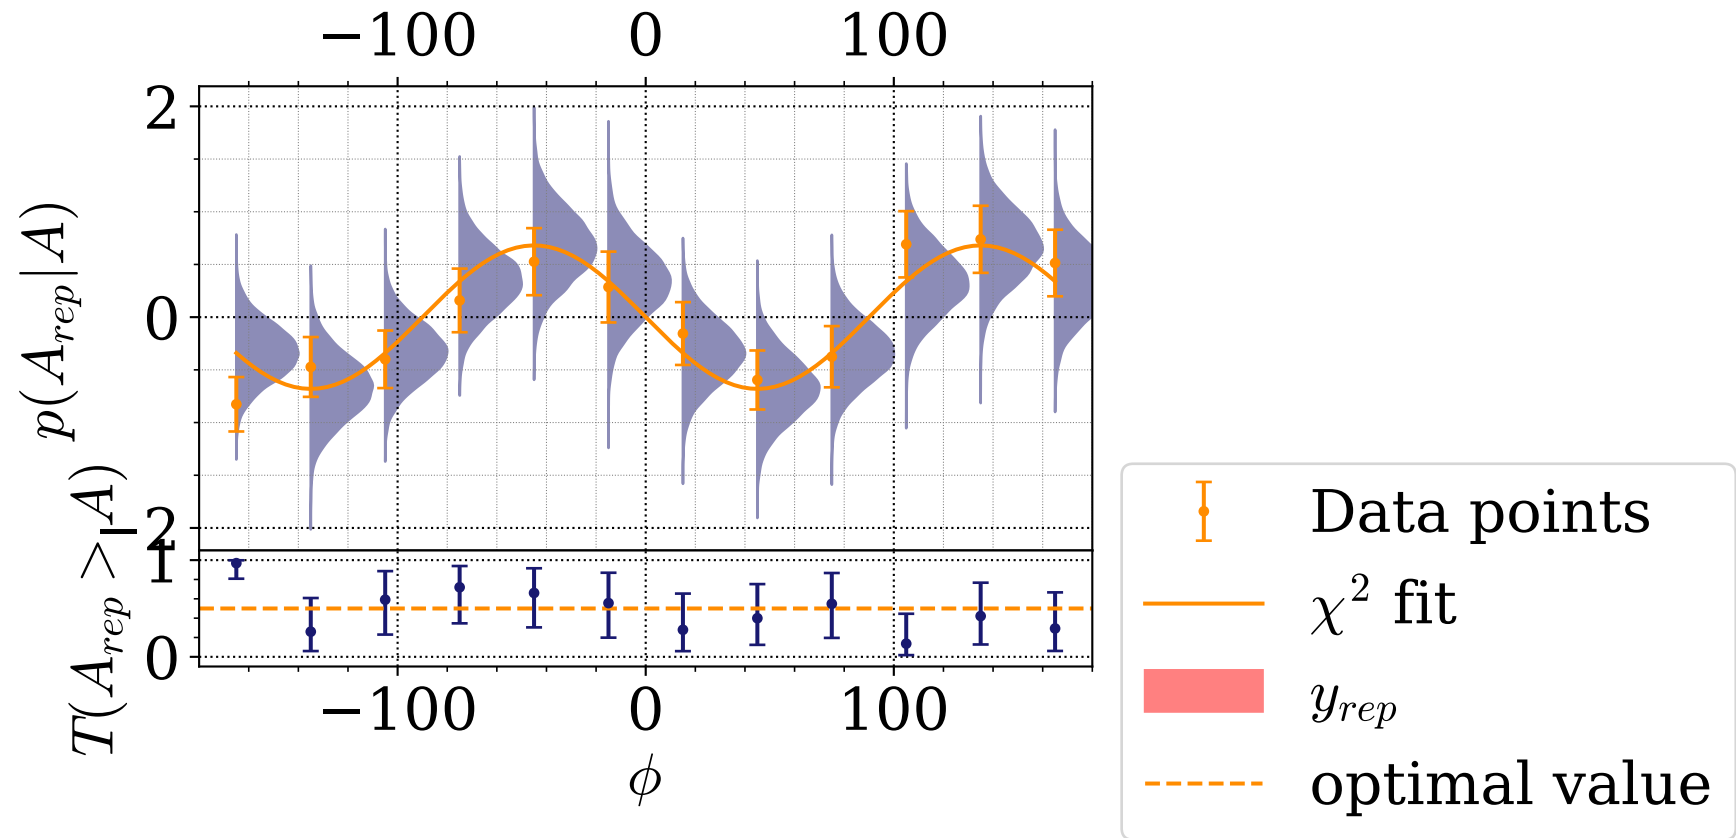 −100 0 100
2
0
−2
p(A_rep|A)
1
0
T(A_rep > A)
−100 0 100
ϕ
Data points
χ² fit
y_rep
optimal value